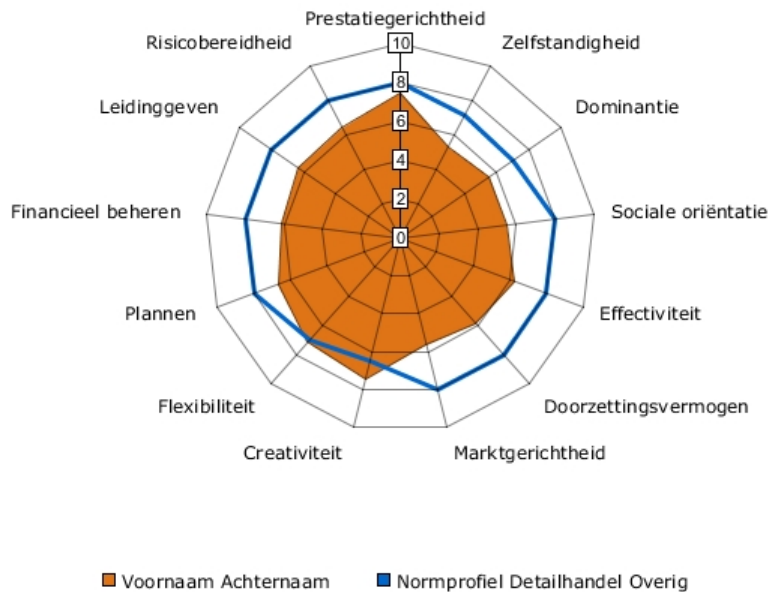 Prestatiegerichtheid
Risicobereidheid
Zelfstandigheid
Leidinggeven
Dominantie
Financieel beheren
Sociale oriëntatie
Plannen
Effectiviteit
Flexibiliteit
Doorzettingsvermogen
Creativiteit
Marktgerichtheid
10
8
6
4
2
0
Voornaam Achternaam
Normprofiel Detailhandel Overig